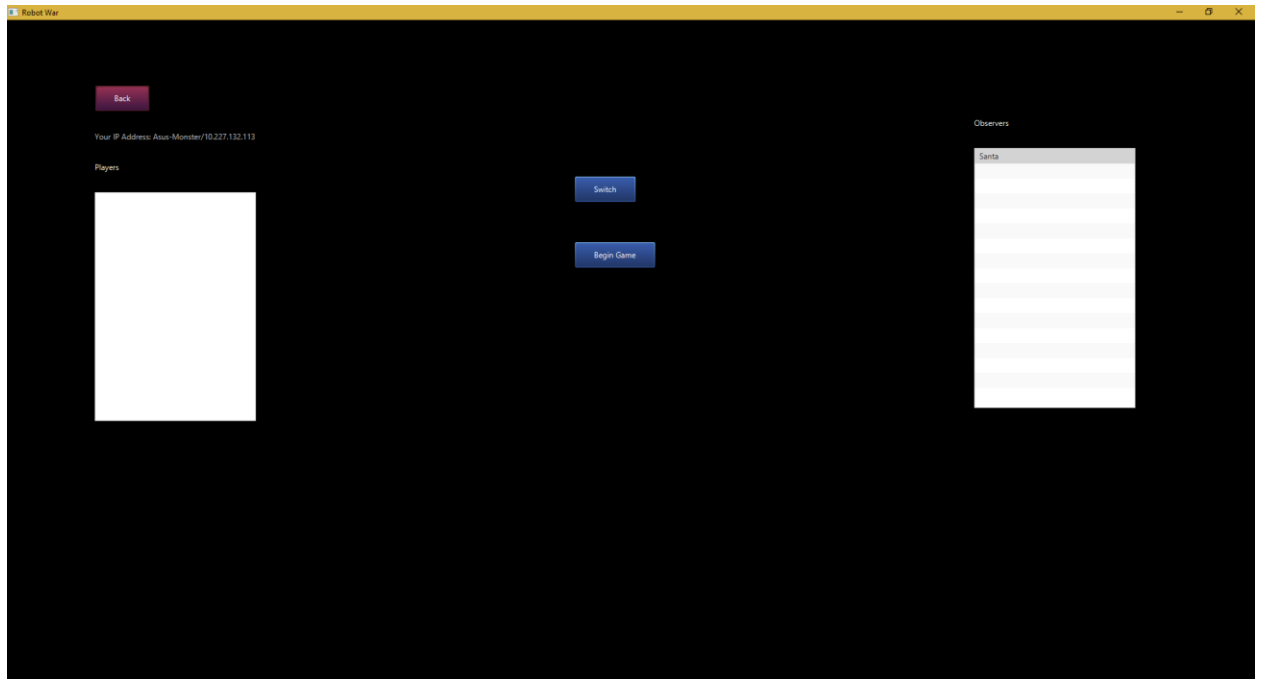 Robot War
Back
Your IP Address: Asus-Monster/10.227.132.113
Players
Switch
Begin Game
Observers
Santa